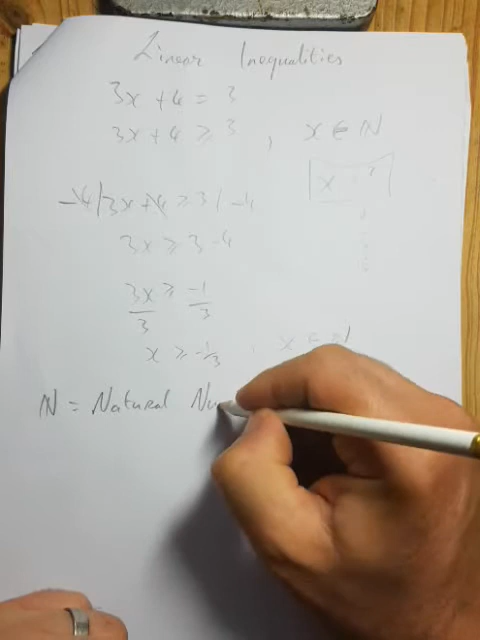 Linear Inequalities
3x + 4 = 3
3x + 4 ≥ 3 , x ∈ N
x = ?
-4/3x + 4 ≥ 3/-4
3x ≥ 3 - 4
3x/3 ≥ -1/3
x ≥ -1/3 , x ∈ N
N = Natural Nu